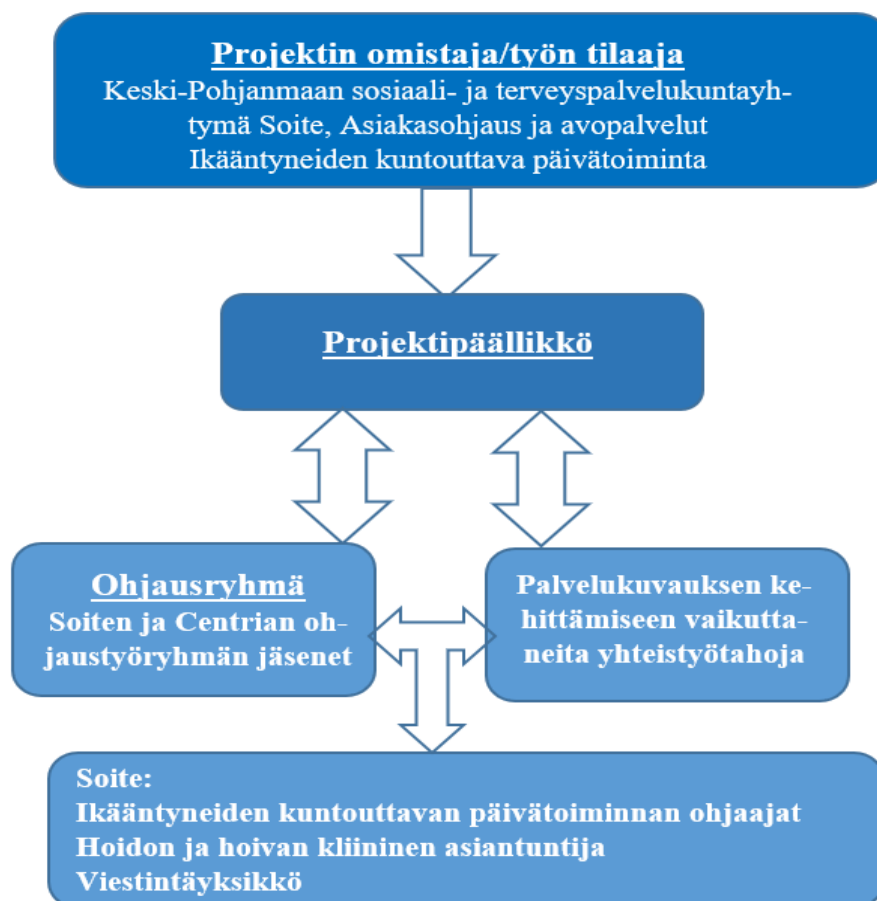 Projektin omistaja/työn tilaaja
Keski-Pohjanmaan sosiaali- ja terveyspalvelukuntayh-
tymä Soite, Asiakasohjaus ja avopalvelut
Ikääntyneiden kuntouttava päivätoiminta
Projektipäällikkö
Ohjausryhmä
Soiten ja Centrian oh-
jaustyöryhmän jäsenet
Palvelukuvauksen ke-
hittämiseen vaikutta-
neita yhteistyötahoja
Soite:
Ikääntyneiden kuntouttavan päivätoiminnan ohjaajat
Hoidon ja hoivan kliininen asiantuntija
Viestintäyksikkö